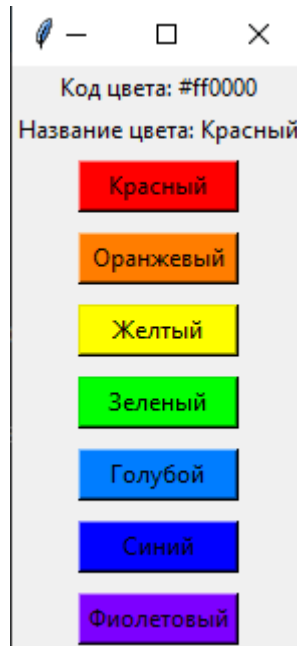 Код цвета: #ff0000
Название цвета: Красный
Красный
Оранжевый
Желтый
Зеленый
Голубой
Синий
Фиолетовый